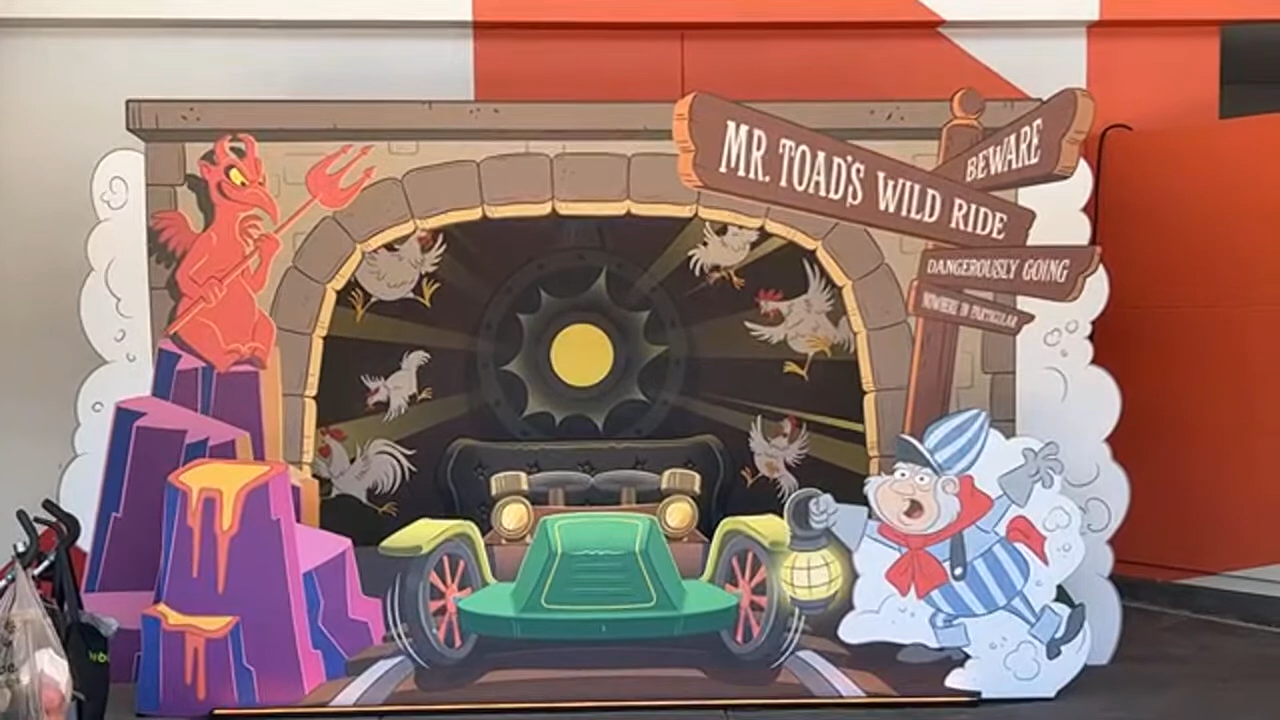 MR. TOAD'S WILD RIDE
BEWARE
DANGEROUSLY GOING
NOWHERE IN PARTICULAR